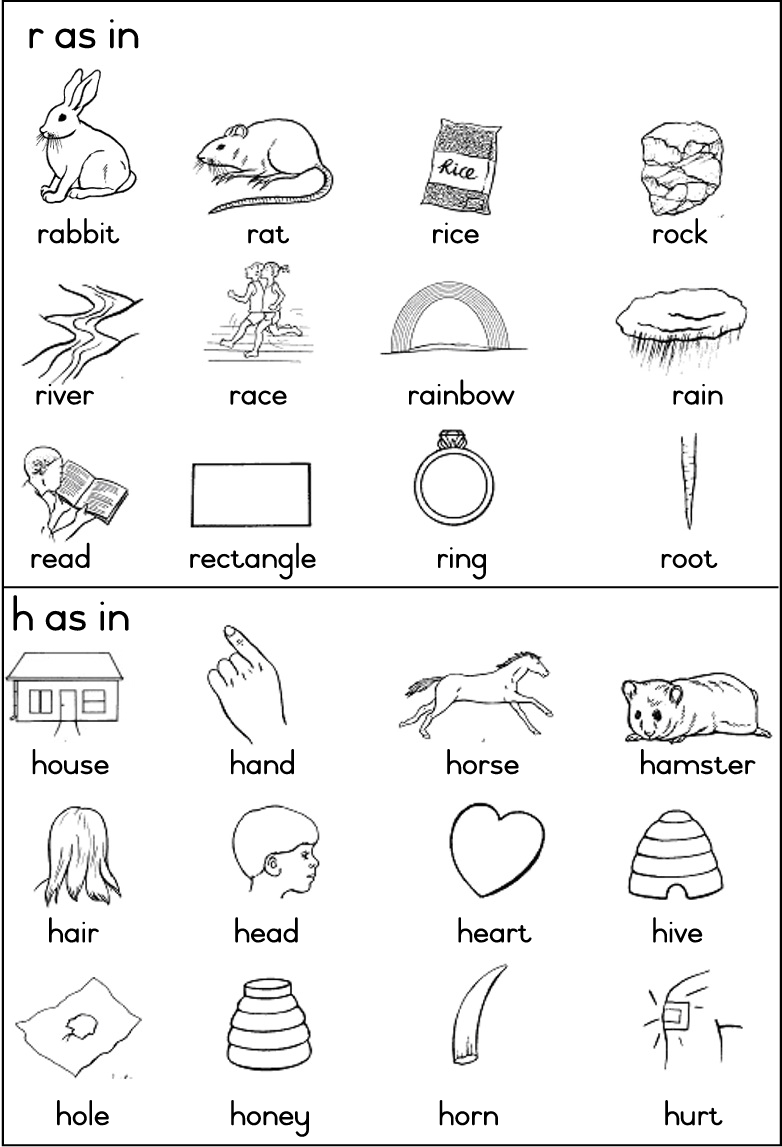 r as in
Rice
rabbit rat rice rock
river race rainbow rain
read rectangle ring root
h as in
house hand horse hamster
hair head heart hive
hole honey horn hurt